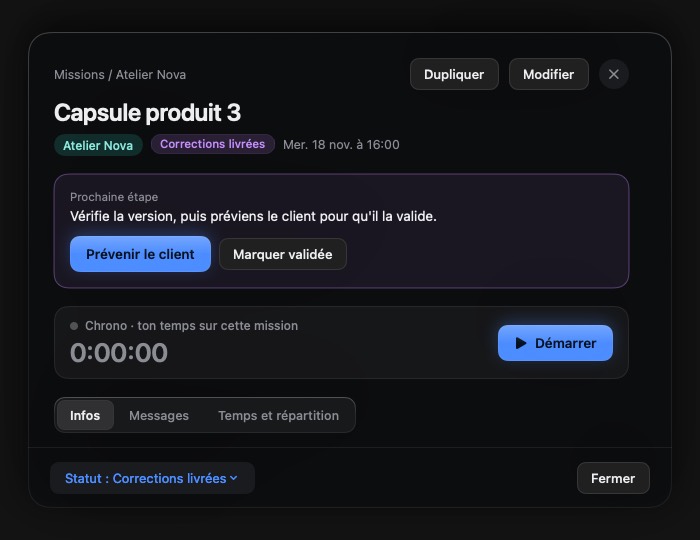 Missions / Atelier Nova
Dupliquer
Modifier
Capsule produit 3
Atelier Nova
Corrections livrées
Mer. 18 nov. à 16:00
Prochaine étape
Vérifie la version, puis préviens le client pour qu'il la valide.
Prévenir le client
Marquer validée
Chrono · ton temps sur cette mission
0:00:00
Démarrer
Infos
Messages
Temps et répartition
Statut : Corrections livrées
Fermer